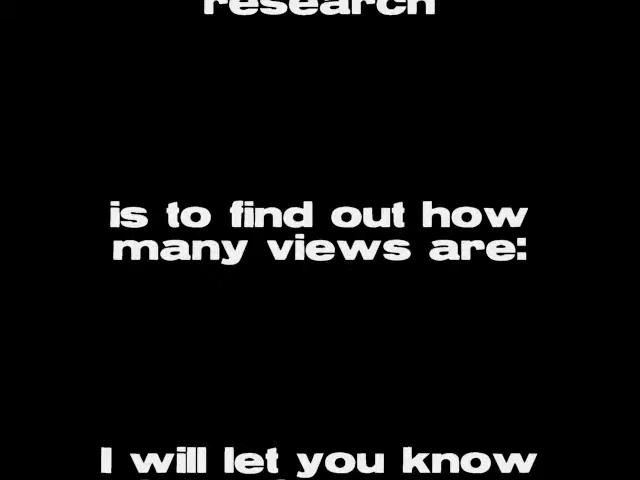 research
is to find out how
many views are:
I will let you know